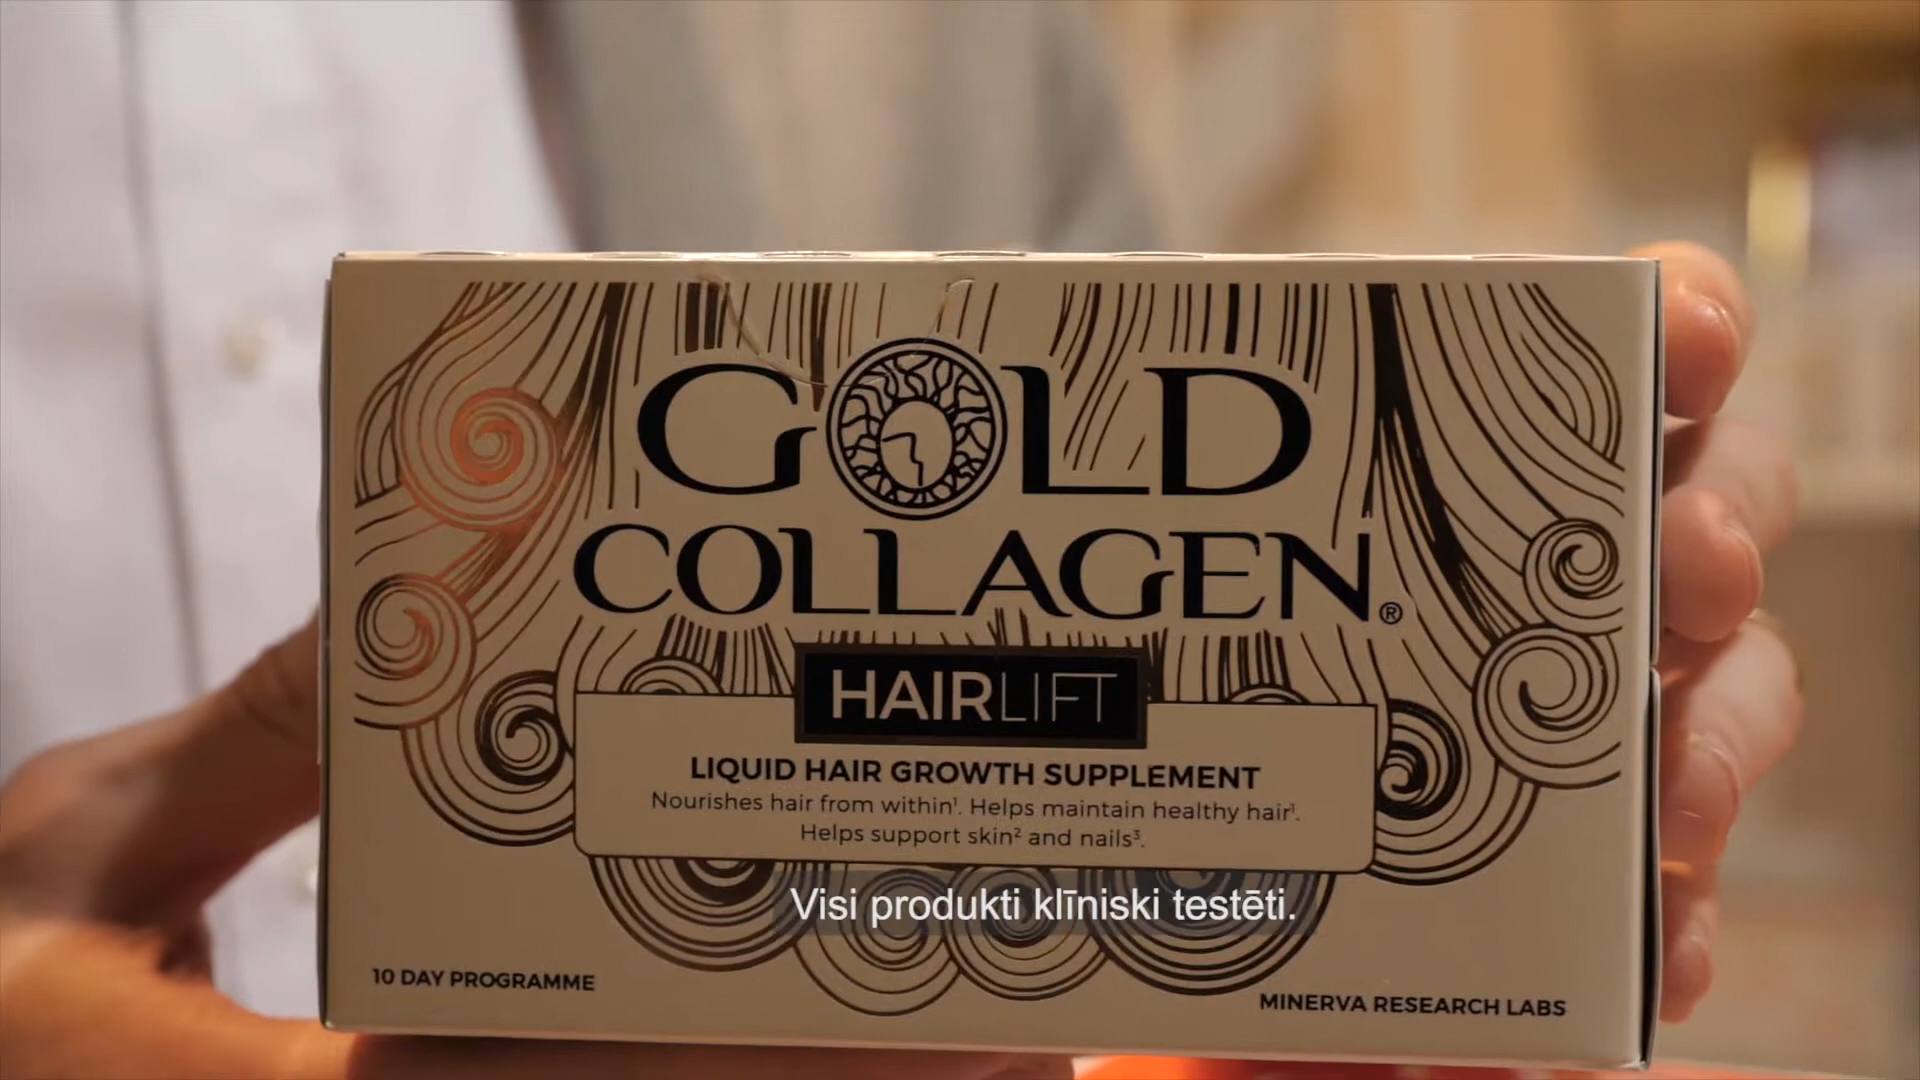 GOLD
COLLAGEN®
HAIRLIFT
LIQUID HAIR GROWTH SUPPLEMENT
Nourishes hair from within¹. Helps maintain healthy hair¹.
Helps support skin² and nails³.
Visi produkti klīniski testēti.
10 DAY PROGRAMME
MINERVA RESEARCH LABS